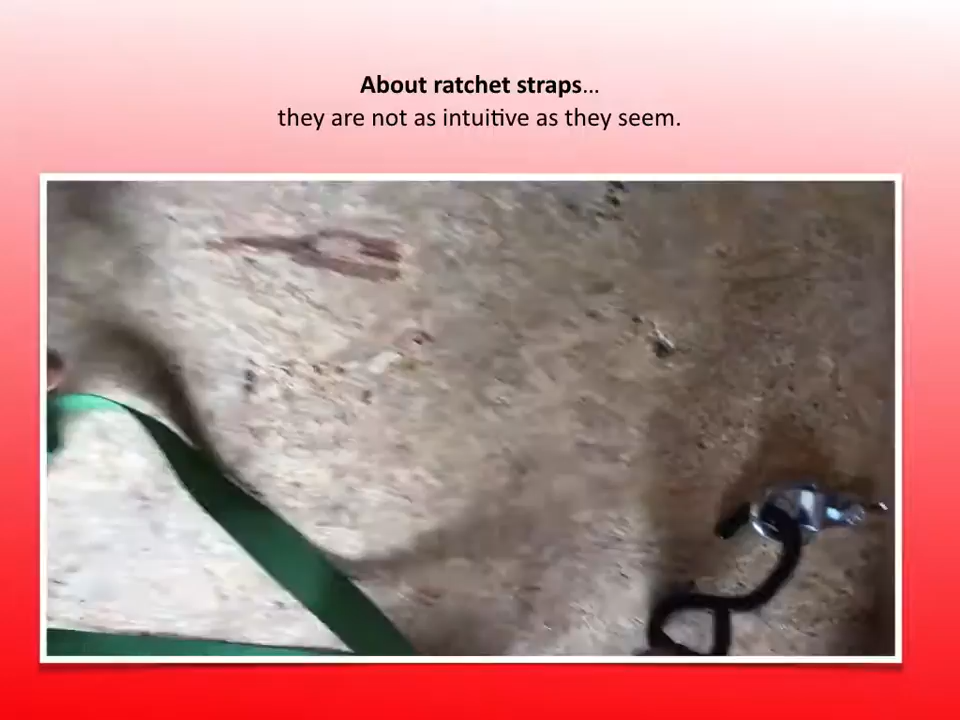 About ratchet straps...
they are not as intuitive as they seem.